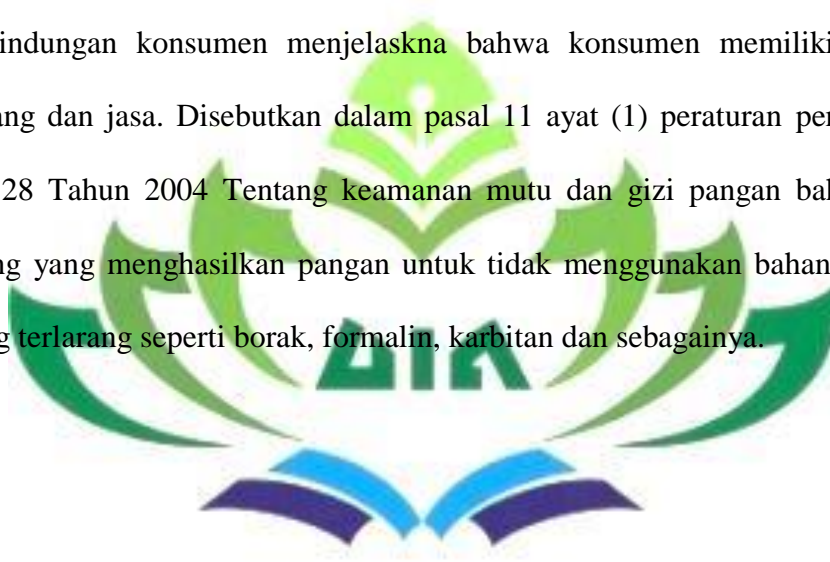 indungan konsumen menjelaskna bahwa konsumen memiliki
ang dan jasa. Disebutkan dalam pasal 11 ayat (1) peraturan per
28 Tahun 2004 Tentang keamanan mutu dan gizi pangan bal
ng yang menghasilkan pangan untuk tidak menggunakan bahan
g terlarang seperti borak, formalin, karbitan dan sebagainya.